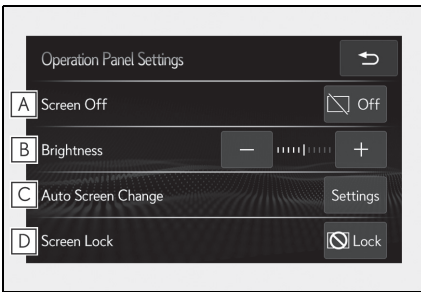 Operation Panel Settings
A Screen Off Off
B Brightness − +
C Auto Screen Change Settings
D Screen Lock Lock